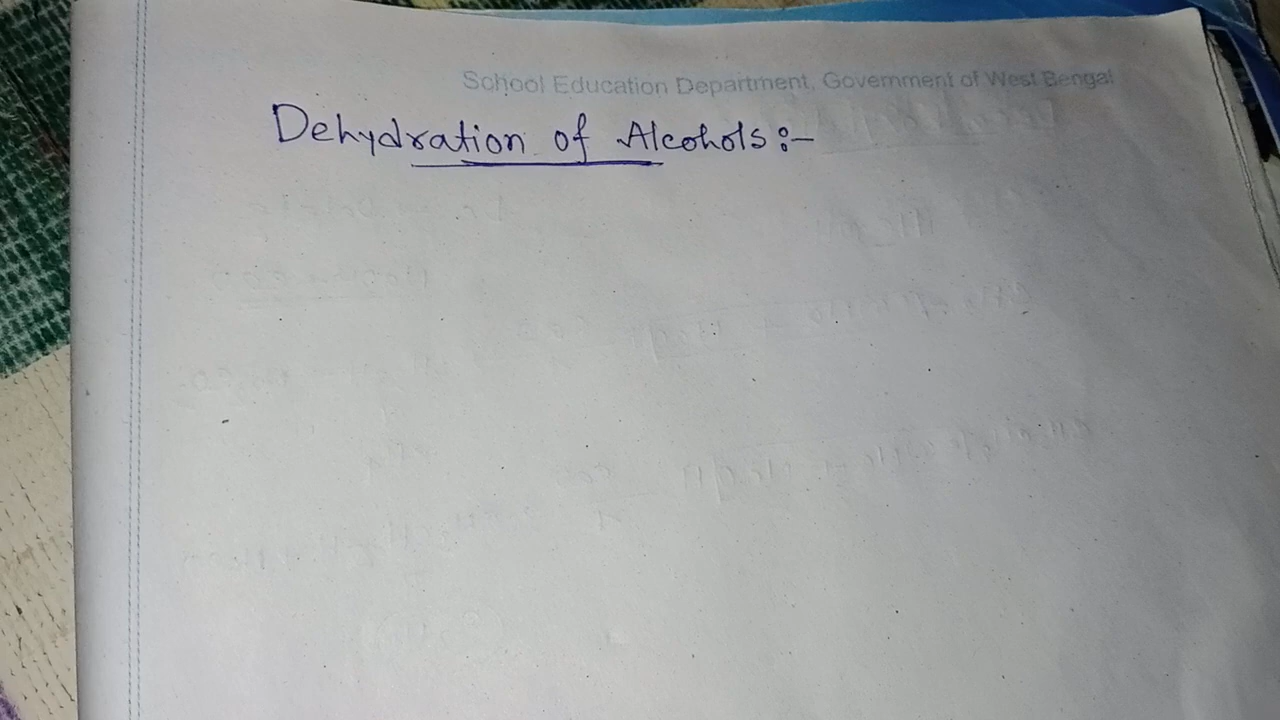 School Education Department, Government of West Bengal
Dehydration of Alcohols:-